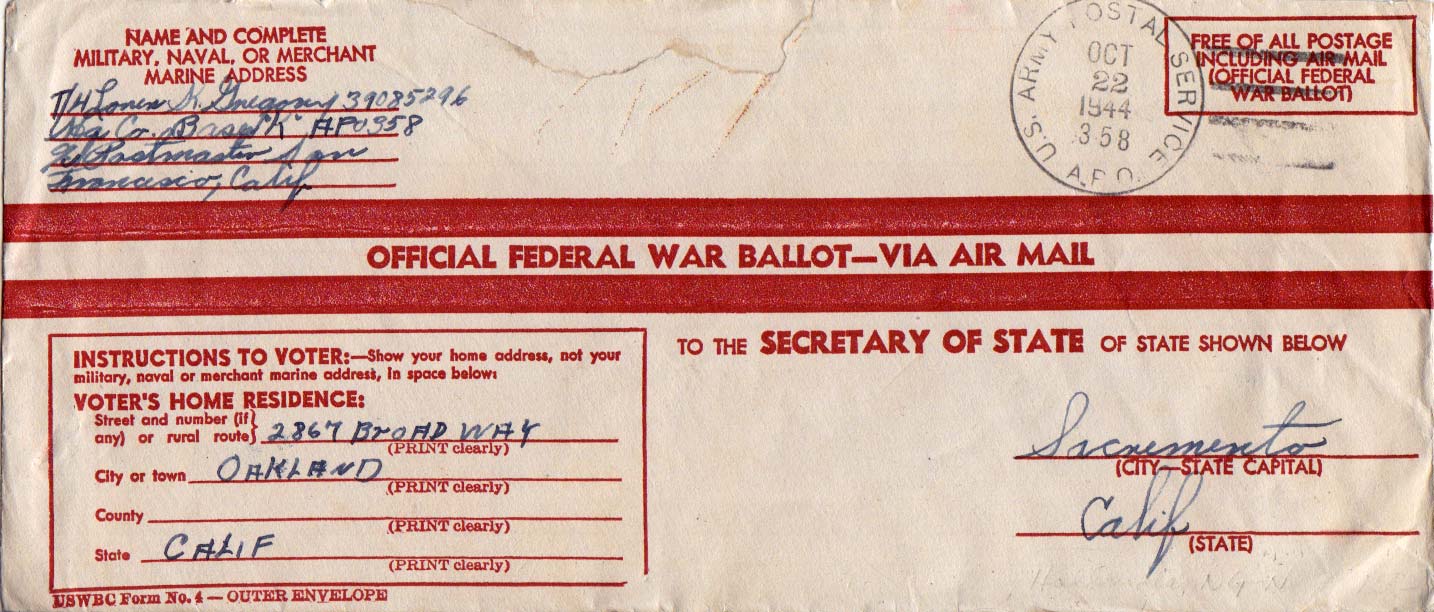 NAME AND COMPLETE
MILITARY, NAVAL, OR MERCHANT
MARINE ADDRESS
T/4 Loren K. Gregory 39085296
Hq Co. Base "K" APO 358
Postmaster San
Francisco, Calif
U.S. ARMY POSTAL SERVICE
OCT
22
1944
358
A.P.O.
FREE OF ALL POSTAGE
INCLUDING AIR MAIL
(OFFICIAL FEDERAL
WAR BALLOT)
OFFICIAL FEDERAL WAR BALLOT—VIA AIR MAIL
INSTRUCTIONS TO VOTER:—Show your home address, not your
military, naval or merchant marine address, in space below:
VOTER'S HOME RESIDENCE:
Street and number (if
any) or rural route} 2867 BROADWAY
(PRINT clearly)
City or town OAKLAND
(PRINT clearly)
County
(PRINT clearly)
State CALIF
(PRINT clearly)
USWBC Form No. 4 — OUTER ENVELOPE
TO THE SECRETARY OF STATE OF STATE SHOWN BELOW
Sacremento
(CITY—STATE CAPITAL)
Calif
(STATE)